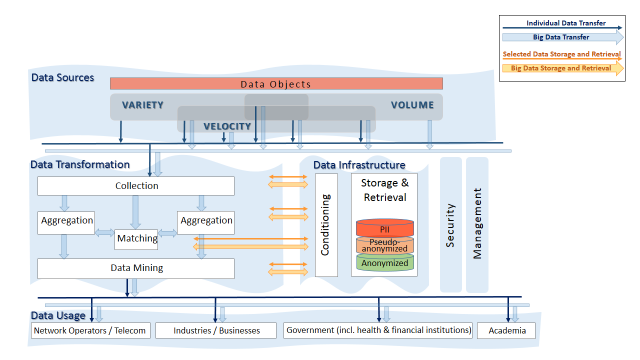 Individual Data Transfer
Big Data Transfer
Selected Data Storage and Retrieval
Big Data Storage and Retrieval
Data Sources
Data Objects
VARIETY
VOLUME
VELOCITY
Data Transformation
Data Infrastructure
Collection
Aggregation
Aggregation
Matching
Data Mining
Conditioning
Storage &
Retrieval
PII
Pseudo-
anonymized
Anonymized
Security
Management
Data Usage
Network Operators / Telecom
Industries / Businesses
Government (incl. health & financial institutions)
Academia